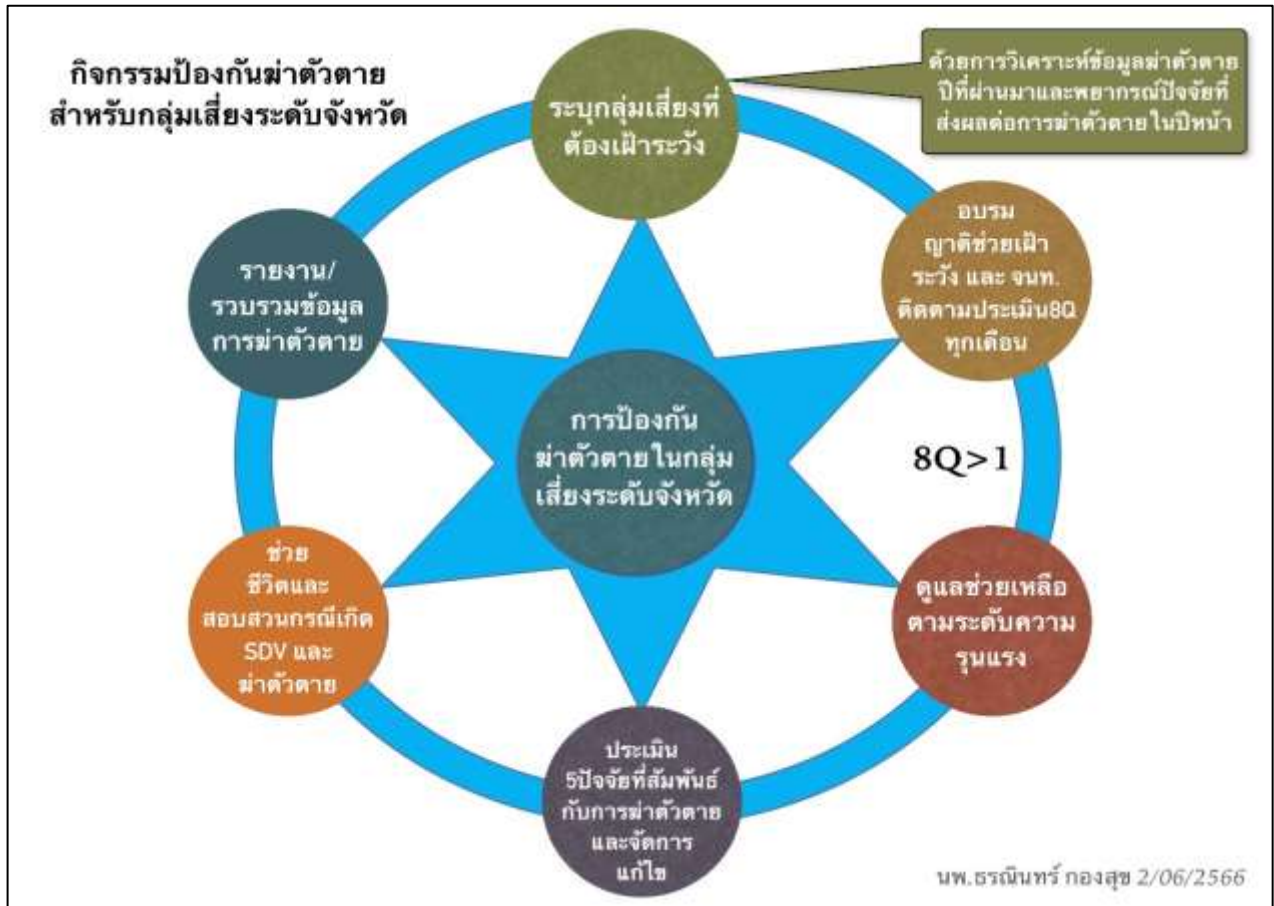 กิจกรรมป้องกันฆ่าตัวตาย
สำหรับกลุ่มเสี่ยงระดับจังหวัด
ระบุกลุ่มเสี่ยงที่
ต้องเฝ้าระวัง
ด้วยการวิเคราะห์ข้อมูลฆ่าตัวตาย
ปีที่ผ่านมาและพยากรณ์ปัจจัยที่
ส่งผลต่อการฆ่าตัวตายในปีหน้า
อบรม
ญาติช่วยเฝ้า
ระวัง และ จนท.
ติดตามประเมิน8Q
ทุกเดือน
8Q>1
ดูแลช่วยเหลือ
ตามระดับความ
รุนแรง
ประเมิน
5ปัจจัยที่สัมพันธ์
กับการฆ่าตัวตาย
และจัดการ
แก้ไข
ช่วย
ชีวิตและ
สอบสวนกรณีเกิด
SDV และ
ฆ่าตัวตาย
รายงาน/
รวบรวมข้อมูล
การฆ่าตัวตาย
การป้องกัน
ฆ่าตัวตายในกลุ่ม
เสี่ยงระดับจังหวัด
นพ.ธรณินทร์ กองสุข 2/06/2566